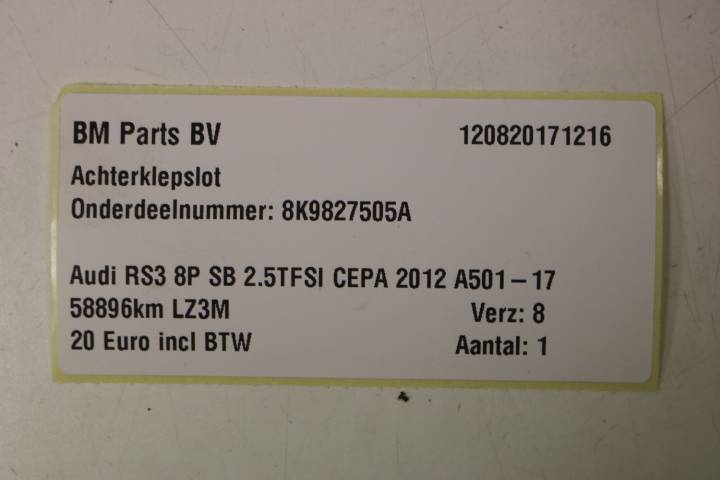 BM Parts BV 120820171216
Achterklepslot
Onderdeelnummer: 8K9827505A
Audi RS3 8P SB 2.5TFSI CEPA 2012 A501-17
58896km LZ3M Verz: 8
20 Euro incl BTW Aantal: 1